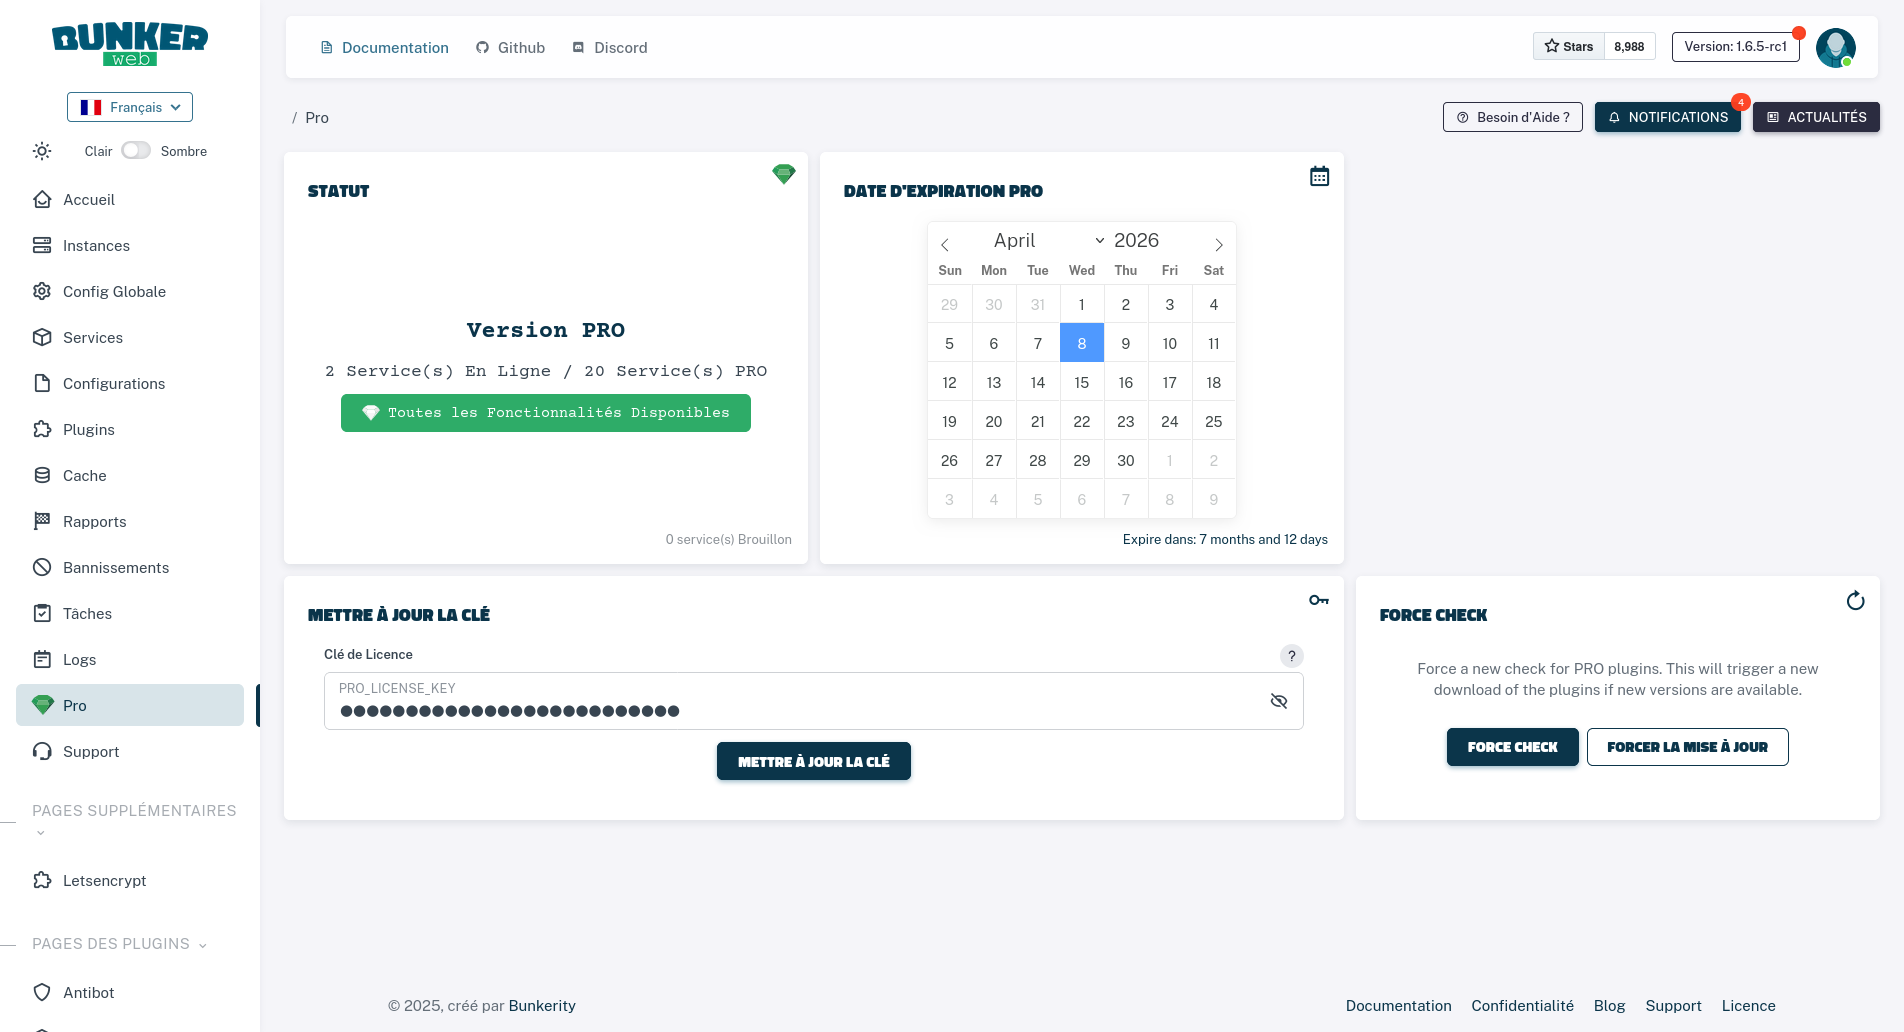 BUNKER
web
Français
Clair Sombre
Accueil
Instances
Config Globale
Services
Configurations
Plugins
Cache
Rapports
Bannissements
Tâches
Logs
Pro
Support
PAGES SUPPLÉMENTAIRES
Letsencrypt
PAGES DES PLUGINS
Antibot
Documentation Github Discord
Stars 8,988 Version: 1.6.5-rc1
/ Pro
Besoin d'Aide ? NOTIFICATIONS 4 ACTUALITÉS
STATUT
Version PRO
2 Service(s) En Ligne / 20 Service(s) PRO
Toutes les Fonctionnalités Disponibles
0 service(s) Brouillon
DATE D'EXPIRATION PRO
April 2026
Sun Mon Tue Wed Thu Fri Sat
29 30 31 1 2 3 4
5 6 7 8 9 10 11
12 13 14 15 16 17 18
19 20 21 22 23 24 25
26 27 28 29 30 1 2
3 4 5 6 7 8 9
Expire dans: 7 months and 12 days
METTRE À JOUR LA CLÉ
Clé de Licence ?
PRO_LICENSE_KEY
●●●●●●●●●●●●●●●●●●●●●●●●●●
METTRE À JOUR LA CLÉ
FORCE CHECK
Force a new check for PRO plugins. This will trigger a new
download of the plugins if new versions are available.
FORCE CHECK FORCER LA MISE À JOUR
© 2025, créé par Bunkerity
Documentation Confidentialité Blog Support Licence